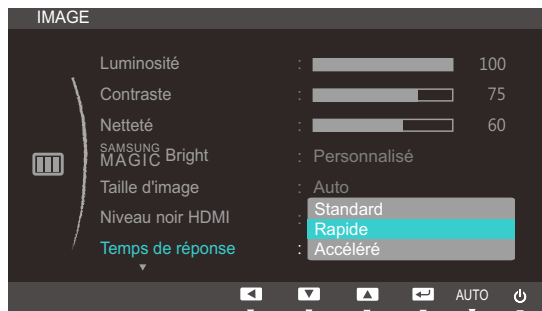 IMAGE
Luminosité : 100
Contraste : 75
Netteté : 60
SAMSUNG MAGIC Bright : Personnalisé
Taille d'image : Auto
Niveau noir HDMI :
Standard
Rapide
Temps de réponse : Accéléré
AUTO